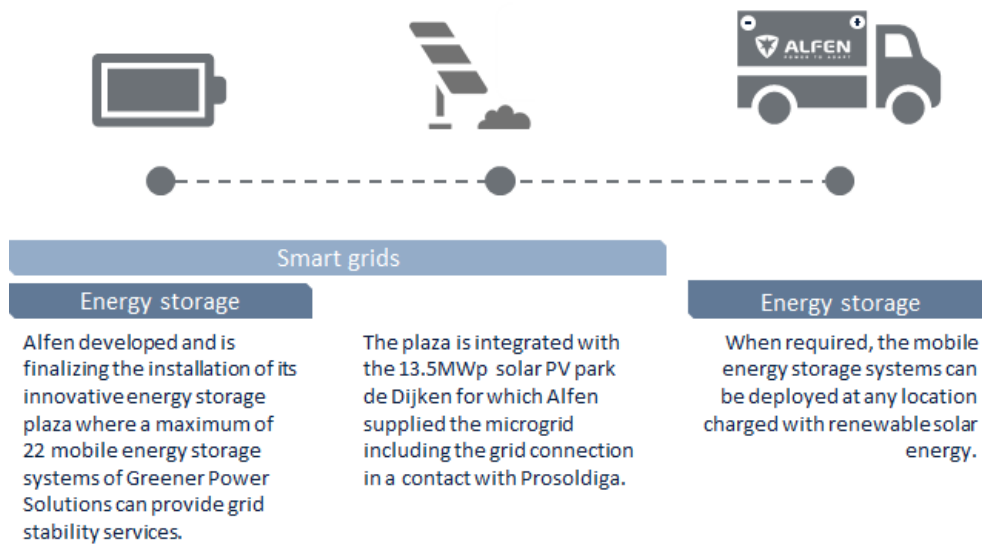 ALFEN
POWER TO ADAPT
Smart grids
Energy storage
Alfen developed and is
finalizing the installation of its
innovative energy storage
plaza where a maximum of
22 mobile energy storage
systems of Greener Power
Solutions can provide grid
stability services.
The plaza is integrated with
the 13.5MWp solar PV park
de Dijken for which Alfen
supplied the microgrid
including the grid connection
in a contact with Prosoldiga.
Energy storage
When required, the mobile
energy storage systems can
be deployed at any location
charged with renewable solar
energy.